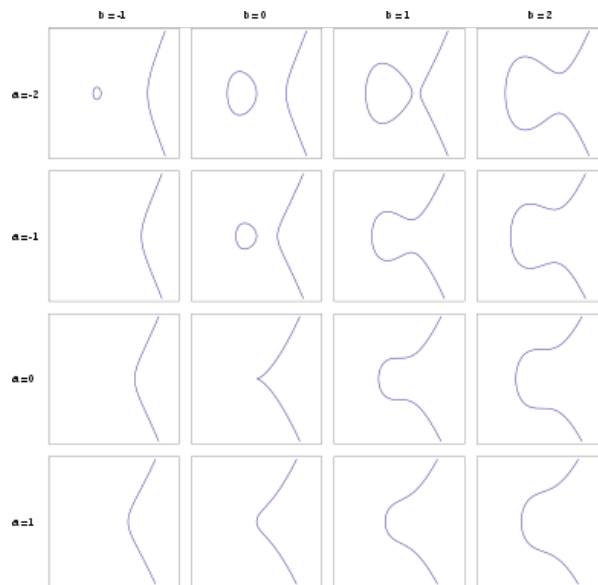 b = -1 b = 0 b = 1 b = 2
a=-2
a=-1
a=0
a=1